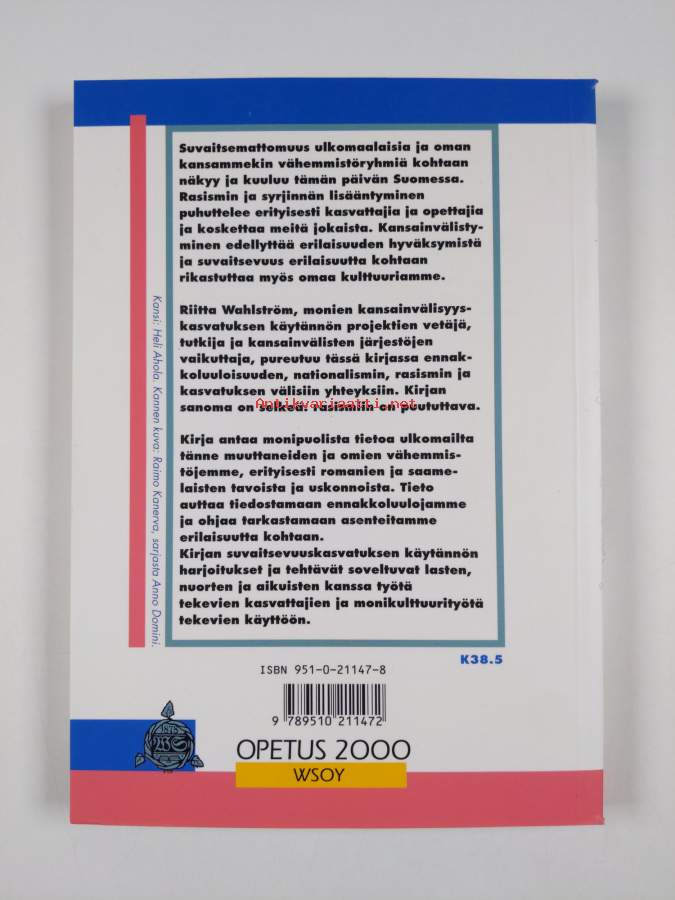 Suvaitsemattomuus ulkomaalaisia ja oman
kansammekin vähemmistöryhmiä kohtaan
näkyy ja kuuluu tämän päivän Suomessa.
Rasismin ja syrjinnän lisääntyminen
puhuttelee erityisesti kasvattajia ja opettajia
ja koskettaa meitä jokaista. Kansainvälisty-
minen edellyttää erilaisuuden hyväksymistä
ja suvaitsevuus erilaisuutta kohtaan
rikastuttaa myös omaa kulttuuriamme.
Riitta Wahlström, monien kansainvälisyys-
kasvatuksen käytännön projektien vetäjä,
tutkija ja kansainvälisten järjestöjen
vaikuttaja, pureutuu tässä kirjassa ennak-
koluuloisuuden, nationalismin, rasismin ja
kasvatuksen välisiin yhteyksiin. Kirjan
sanoma on selkeä: rasismiin on puututtava.
Antikvariaatti.net
Kirja antaa monipuolista tietoa ulkomailta
tänne muuttaneiden ja omien vähemmis-
töjemme, erityisesti romanien ja saame-
laisten tavoista ja uskonnoista. Tieto
auttaa tiedostamaan ennakkoluulojamme
ja ohjaa tarkastamaan asenteitamme
erilaisuutta kohtaan.
Kirjan suvaitsevuuskasvatuksen käytännön
harjoitukset ja tehtävät soveltuvat lasten,
nuorten ja aikuisten kanssa työtä
tekevien kasvattajien ja monikulttuurityötä
tekevien käyttöön.
Kansi: Heli Ahola. Kannen kuva: Raimo Kanerva, sarjasta Anno Domini.
K38.5
ISBN 951-0-21147-8
9 789510 211472
OPETUS 2000
WSOY